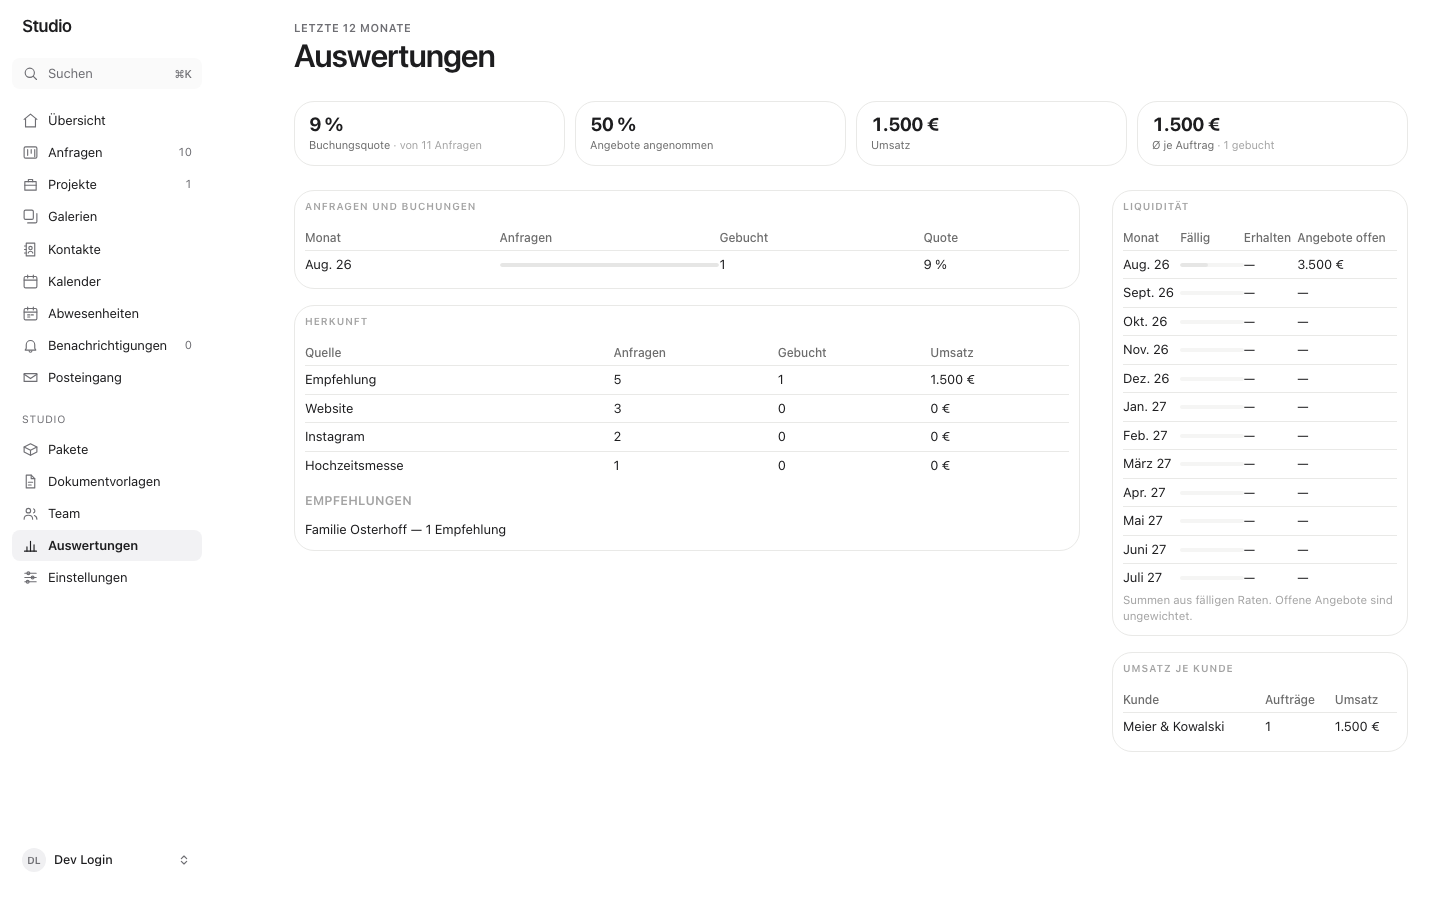 Studio
Suchen ⌘K
Übersicht
Anfragen 10
Projekte 1
Galerien
Kontakte
Kalender
Abwesenheiten
Benachrichtigungen 0
Posteingang
STUDIO
Pakete
Dokumentvorlagen
Team
Auswertungen
Einstellungen
DL Dev Login
LETZTE 12 MONATE
Auswertungen
9 %
Buchungsquote · von 11 Anfragen
50 %
Angebote angenommen
1.500 €
Umsatz
1.500 €
Ø je Auftrag · 1 gebucht
ANFRAGEN UND BUCHUNGEN
Monat Anfragen Gebucht Quote
Aug. 26 1 9 %
HERKUNFT
Quelle Anfragen Gebucht Umsatz
Empfehlung 5 1 1.500 €
Website 3 0 0 €
Instagram 2 0 0 €
Hochzeitsmesse 1 0 0 €
EMPFEHLUNGEN
Familie Osterhoff — 1 Empfehlung
LIQUIDITÄT
Monat Fällig Erhalten Angebote offen
Aug. 26 — 3.500 €
Sept. 26 — —
Okt. 26 — —
Nov. 26 — —
Dez. 26 — —
Jan. 27 — —
Feb. 27 — —
März 27 — —
Apr. 27 — —
Mai 27 — —
Juni 27 — —
Juli 27 — —
Summen aus fälligen Raten. Offene Angebote sind
ungewichtet.
UMSATZ JE KUNDE
Kunde Aufträge Umsatz
Meier & Kowalski 1 1.500 €